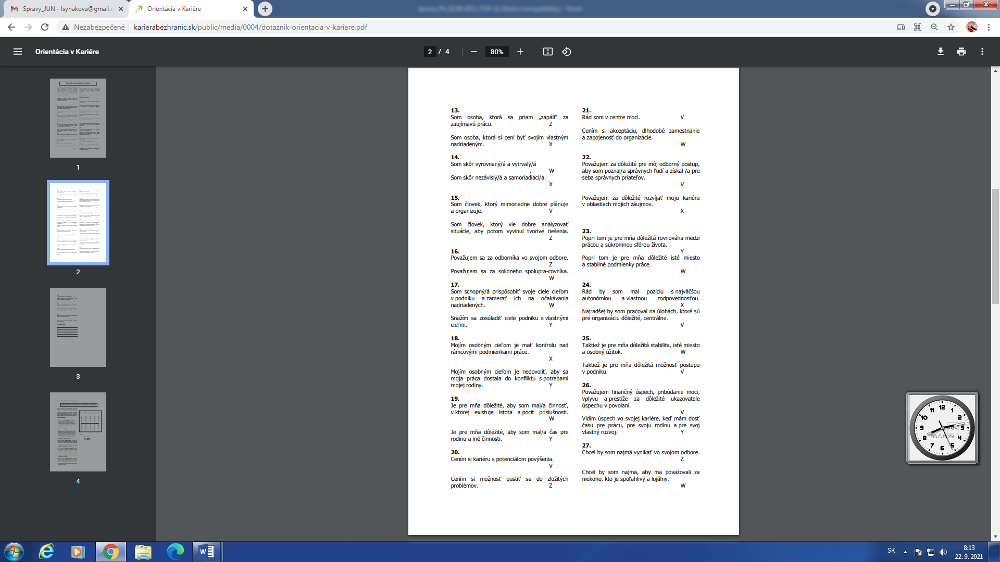 Spravy_JUN - lsynakova@gmail.c
Orientácia v Kariére
Nezabezpečené
karierabezhranic.sk/public/media/0004/dotaznik-orientacia-v-kariere.pdf
Orientácia v Kariére
2 / 4
80%
1
2
3
4
13.
Som osoba, ktorá sa priam „zapáli“ za
zaujímavú prácu. Z
Som osoba, ktorá si cení byť svojím vlastným
nadriadeným. X
14.
Som skôr vyrovnaný/á a vytrvalý/á
. W
Som skôr nezávislý/á a samoriadiaci/a.
X
15.
Som človek, ktorý mimoriadne dobre plánuje
a organizuje. V
Som človek, ktorý vie dobre analyzovať
situácie, aby potom vyvinul tvorivé riešenia.
Z
16.
Považujem sa za odborníka vo svojom odbore.
Z
Považujem sa za solídneho spolupra-covníka.
W
17.
Som schopný/á prispôsobiť svoje ciele cieľom
v podniku a zamerať ich na očakávania
nadriadených. W
Snažím sa zosúladiť ciele podniku s vlastnými
cieľmi. Y
18.
Mojím osobným cieľom je mať kontrolu nad
rámcovými podmienkami práce.
X
Mojím osobným cieľom je nedovoliť, aby sa
moja práca dostala do konfliktu s potrebami
mojej rodiny. Y
19.
Je pre mňa dôležité, aby som mal/a činnosť,
v ktorej existuje istota a pocit príslušnosti.
W
Je pre mňa dôležité, aby som mal/a čas pre
rodinu a iné činnosti. Y
20.
Cením si kariéru s potenciálom povýšenia.
V
Cením si možnosť pustiť sa do zložitých
problémov. Z
21.
Rád som v centre moci. V
Cením si akceptáciu, dlhodobé zamestnanie
a zapojenosť do organizácie.
W
22.
Považujem za dôležité pre môj odborný postup,
aby som poznal/a správnych ľudí a získal /a pre
seba správnych priateľov.
V
Považujem za dôležité rozvíjať moju kariéru
v oblastiach mojich záujmov.
X
23.
Popri tom je pre mňa dôležitá rovnováha medzi
prácou a súkromnou sférou života.
Y
Popri tom je pre mňa dôležité isté miesto
a stabilné podmienky práce.
W
24.
Rád by som mal pozíciu s najväčšou
autonómiou a vlastnou zodpovednosťou.
X
Najradšej by som pracoval na úlohách, ktoré sú
pre organizáciu dôležité, centrálne.
V
25.
Taktiež je pre mňa dôležitá stabilita, isté miesto
a osobný úžitok. W
Taktiež je pre mňa dôležitá možnosť postupu
v podniku. V
26.
Považujem finančný úspech, pribúdanie moci,
vplyvu a prestíže za dôležité ukazovatele
úspechu v povolaní.
V
Vidím úspech vo svojej kariére, keď mám dosť
času pre prácu, pre svoju rodinu a pre svoj
vlastný rozvoj. Y
27.
Chcel by som najmä vynikať vo svojom odbore.
Z
Chcel by som najmä, aby ma považovali za
niekoho, kto je spoľahlivý a lojálny.
W
12
1
2
3
4
5
6
7
8
9
10
11
22. 9. 2021
SK
8:13
22. 9. 2021